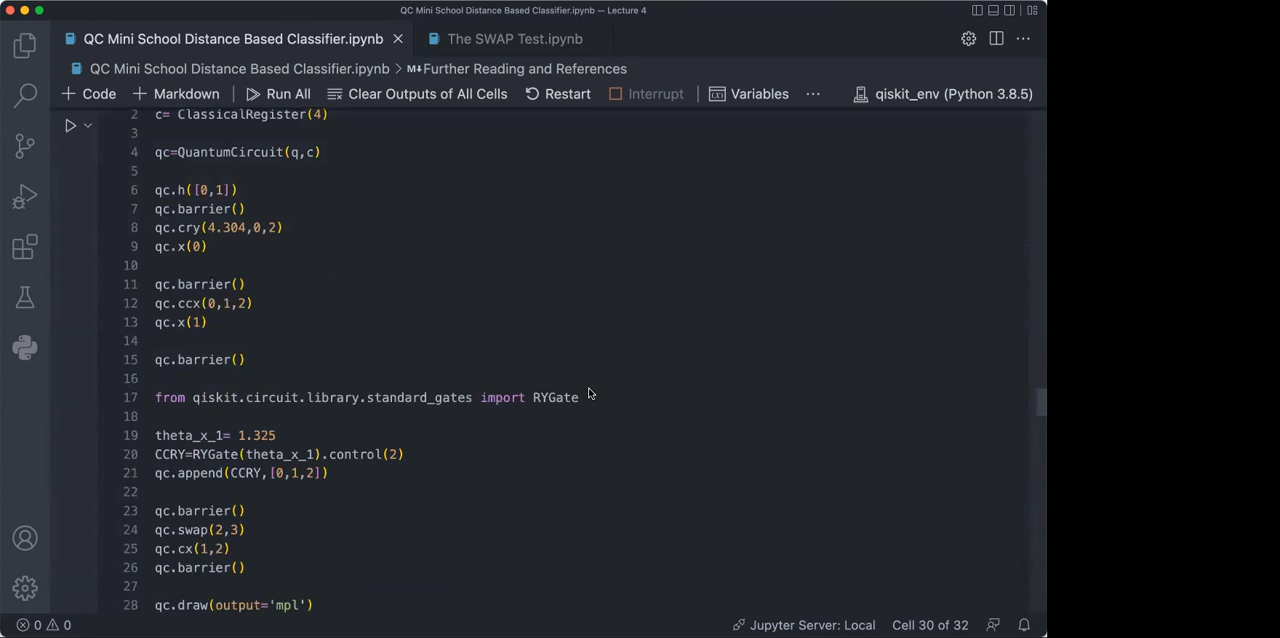 QC Mini School Distance Based Classifier.ipynb — Lecture 4
QC Mini School Distance Based Classifier.ipynb
The SWAP Test.ipynb
QC Mini School Distance Based Classifier.ipynb > M↓Further Reading and References
+ Code + Markdown Run All Clear Outputs of All Cells Restart Interrupt Variables ... qiskit_env (Python 3.8.5)
2 c= ClassicalRegister(4)
3
4 qc=QuantumCircuit(q,c)
5
6 qc.h([0,1])
7 qc.barrier()
8 qc.cry(4.304,0,2)
9 qc.x(0)
10
11 qc.barrier()
12 qc.ccx(0,1,2)
13 qc.x(1)
14
15 qc.barrier()
16
17 from qiskit.circuit.library.standard_gates import RYGate
18
19 theta_x_1= 1.325
20 CCRY=RYGate(theta_x_1).control(2)
21 qc.append(CCRY,[0,1,2])
22
23 qc.barrier()
24 qc.swap(2,3)
25 qc.cx(1,2)
26 qc.barrier()
27
28 qc.draw(output='mpl')
0 0 Jupyter Server: Local Cell 30 of 32